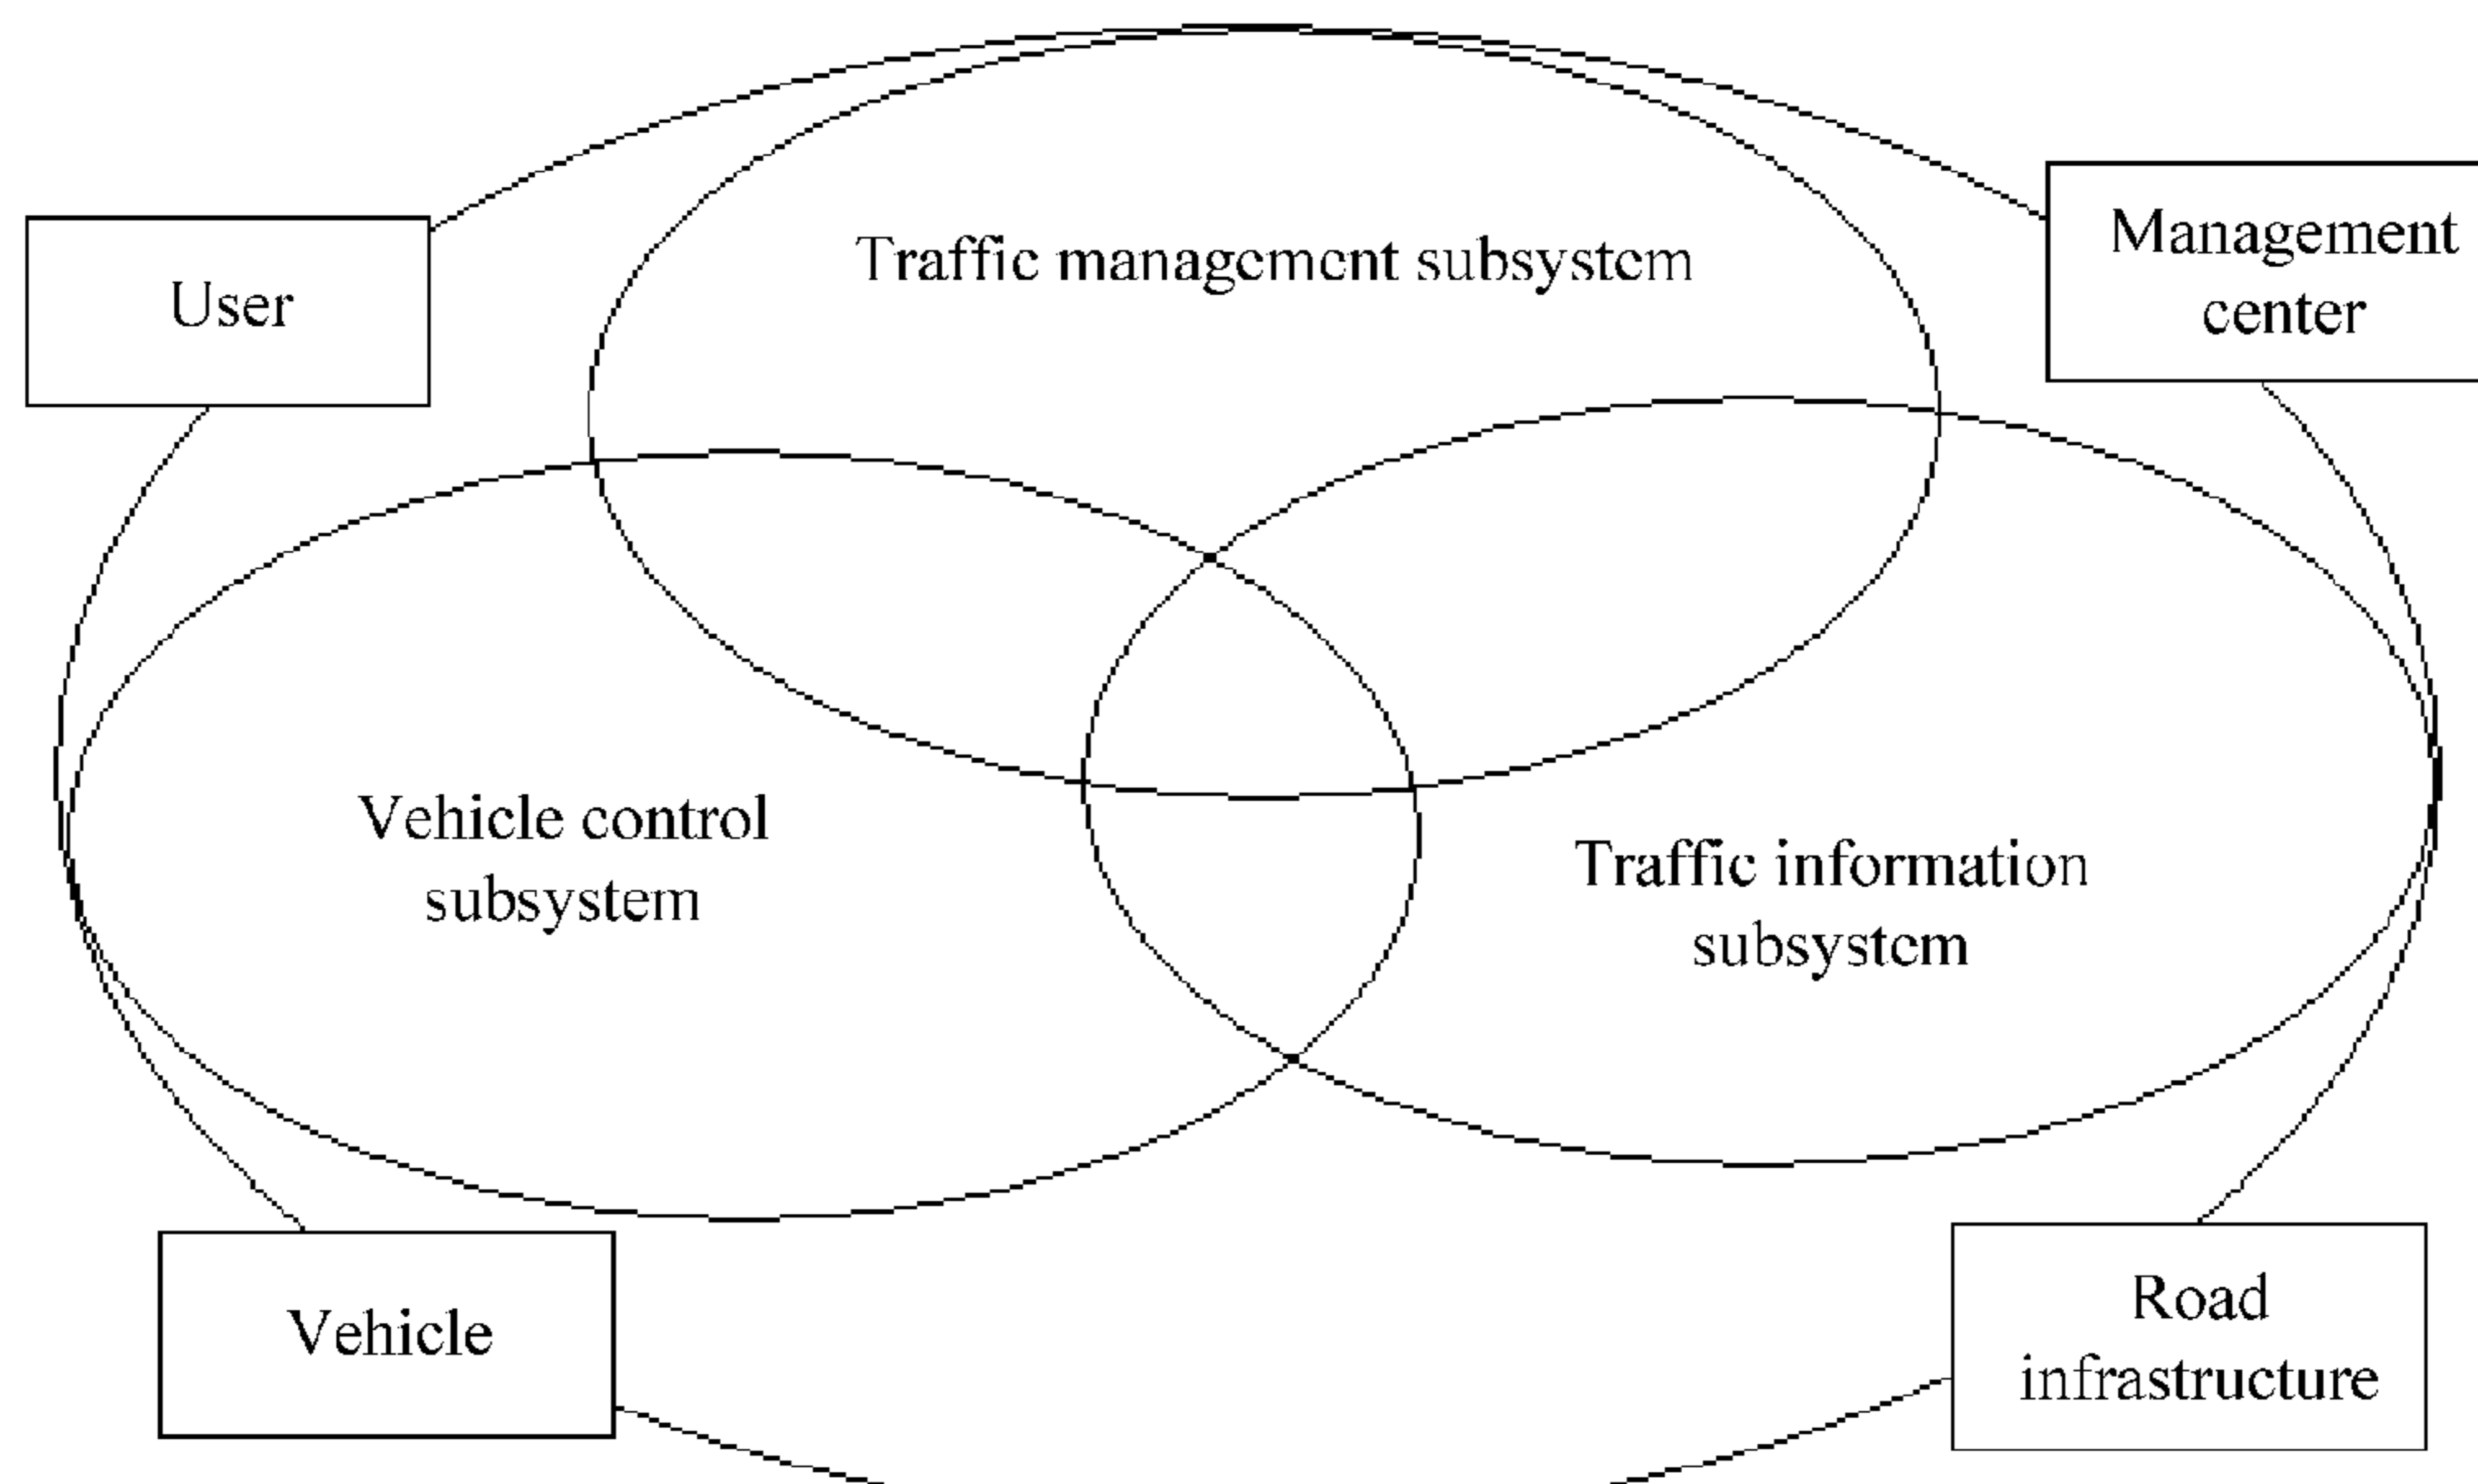 Traffic management subsystem
User
Management
center
Vehicle control
subsystem
Traffic information
subsystem
Vehicle
Road
infrastructure